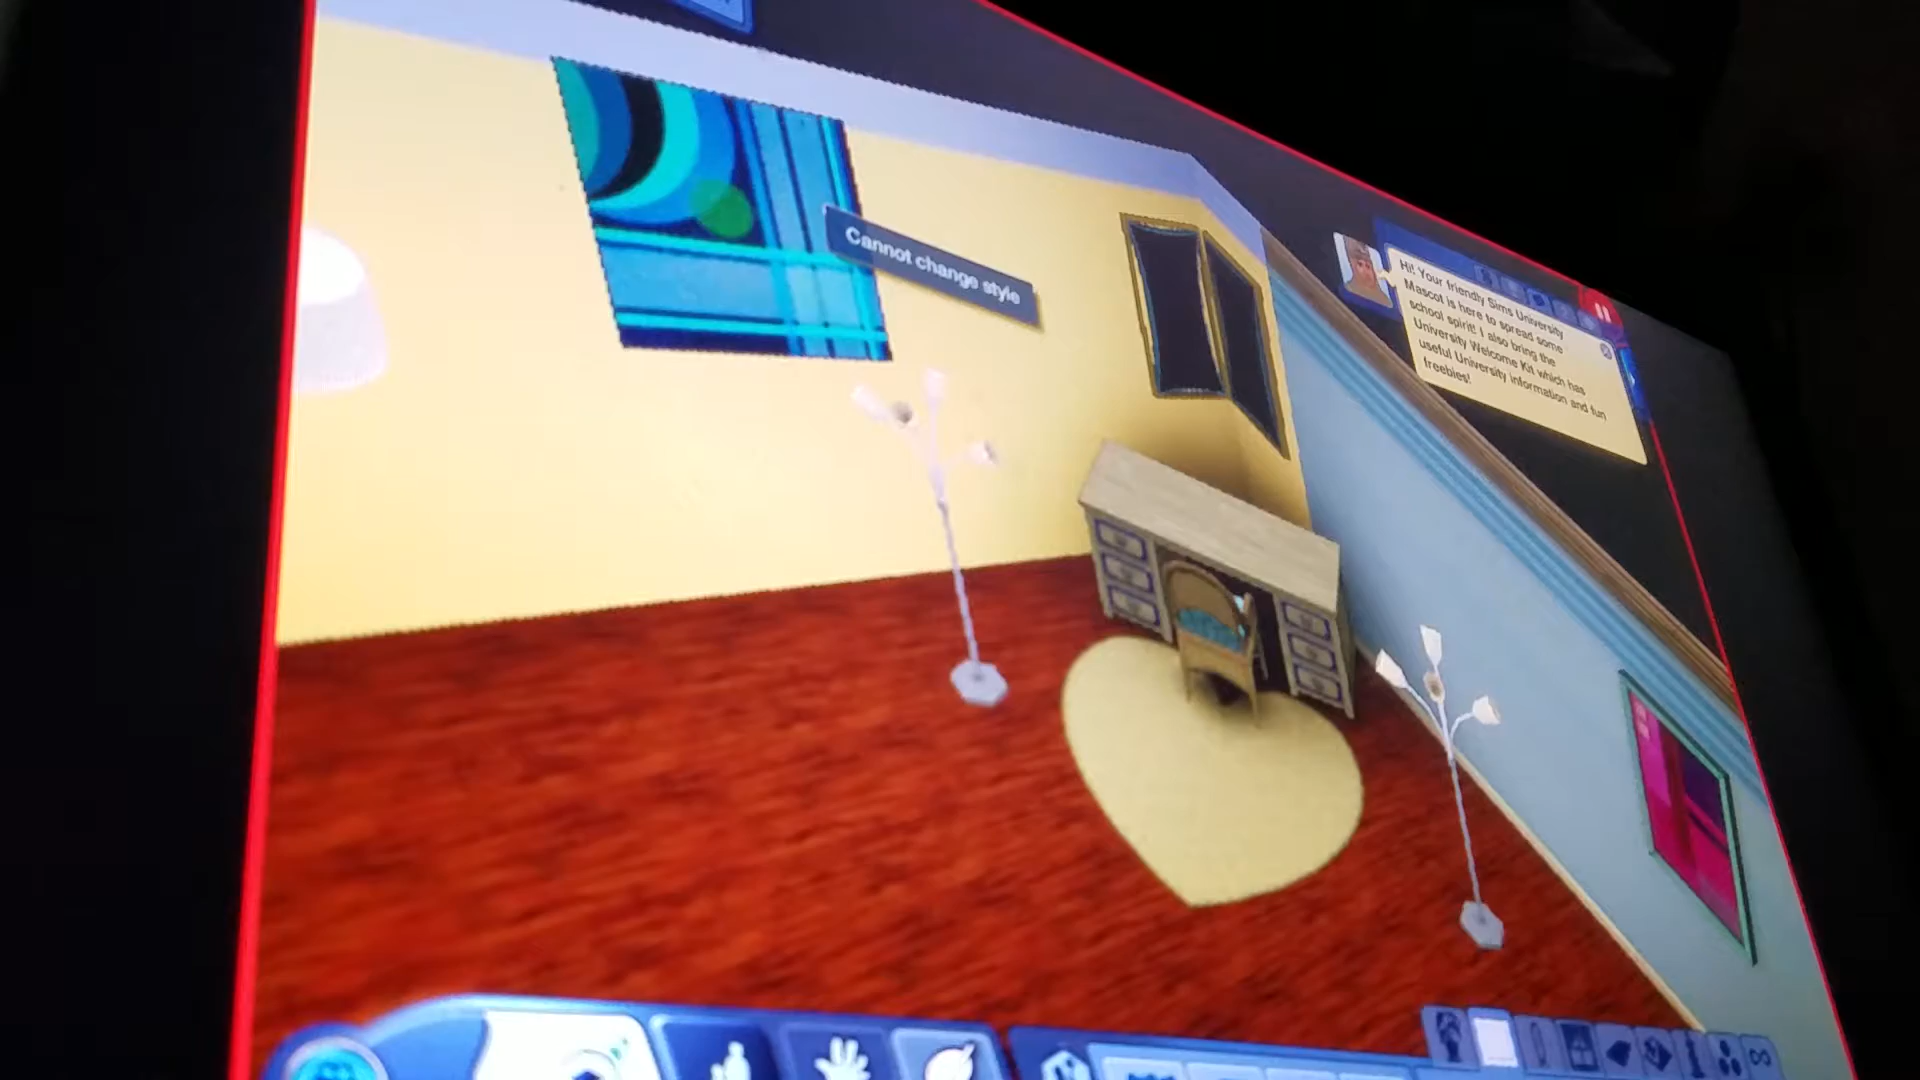 Cannot change style
Hi! Your friendly Sims University
Mascot is here to spread some
school spirit! I also bring the
University Welcome Kit which has
useful University information and fun
freebies!